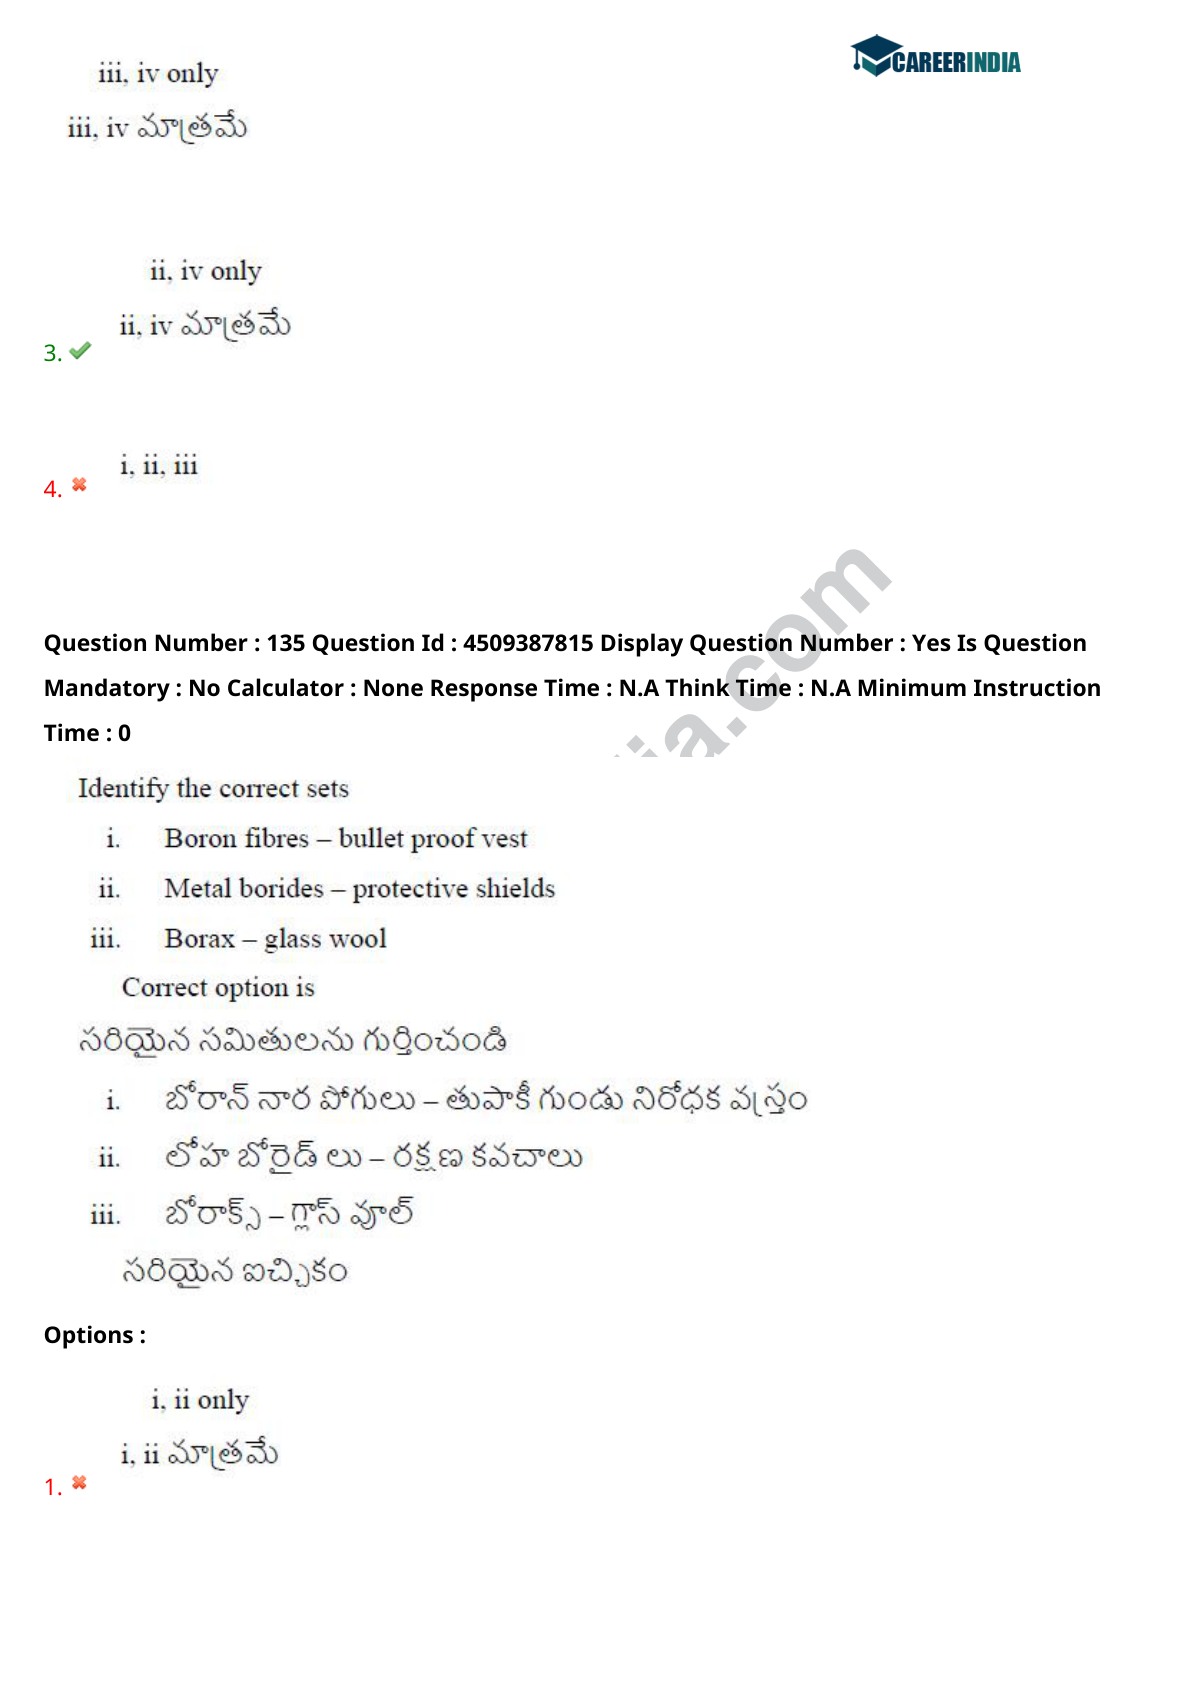 CAREERINDIA
iii, iv only
iii, iv మాత్రమే
ii, iv only
ii, iv మాత్రమే
3.
i, ii, iii
4.
Question Number : 135 Question Id : 4509387815 Display Question Number : Yes Is Question
Mandatory : No Calculator : None Response Time : N.A Think Time : N.A Minimum Instruction
Time : 0
ia.com
Identify the correct sets
i. Boron fibres – bullet proof vest
ii. Metal borides – protective shields
iii. Borax – glass wool
Correct option is
సరియైన సమితులను గుర్తించండి
i. బోరాన్ నార పోగులు – తుపాకీ గుండు నిరోధక వస్త్రం
ii. లోహ బోరైడ్ లు – రక్షణ కవచాలు
iii. బోరాక్స్ – గ్లాస్ వూల్
సరియైన ఐచ్చికం
Options :
i, ii only
i, ii మాత్రమే
1.